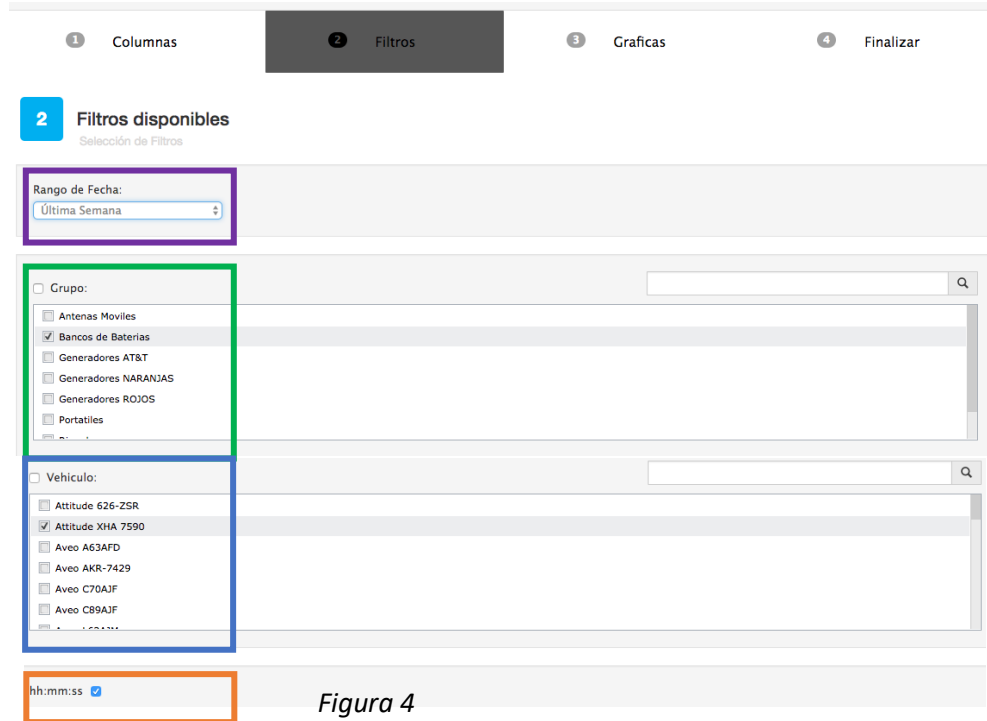 1 Columnas 2 Filtros 3 Graficas 4 Finalizar
2 Filtros disponibles
Selección de Filtros
Rango de Fecha:
Última Semana
Grupo:
Antenas Moviles
Bancos de Baterias
Generadores AT&T
Generadores NARANJAS
Generadores ROJOS
Portatiles
Vehiculo:
Attitude 626-ZSR
Attitude XHA 7590
Aveo A63AFD
Aveo AKR-7429
Aveo C70AJF
Aveo C89AJF
hh:mm:ss
Figura 4